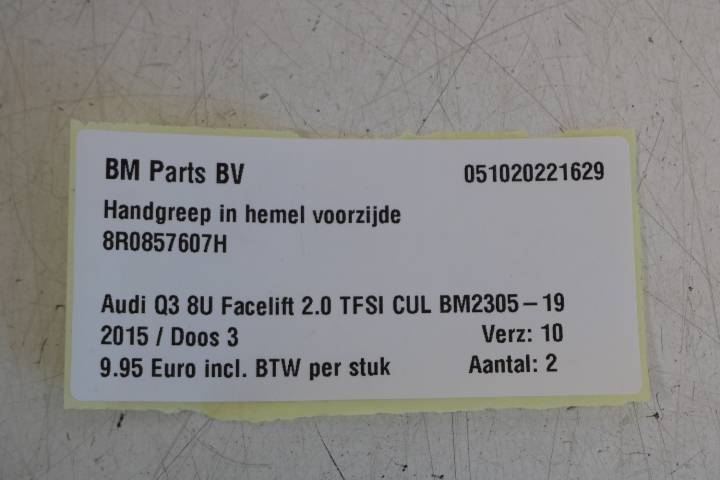 BM Parts BV 051020221629
Handgreep in hemel voorzijde
8R0857607H
Audi Q3 8U Facelift 2.0 TFSI CUL BM2305-19
2015 / Doos 3 Verz: 10
9.95 Euro incl. BTW per stuk Aantal: 2